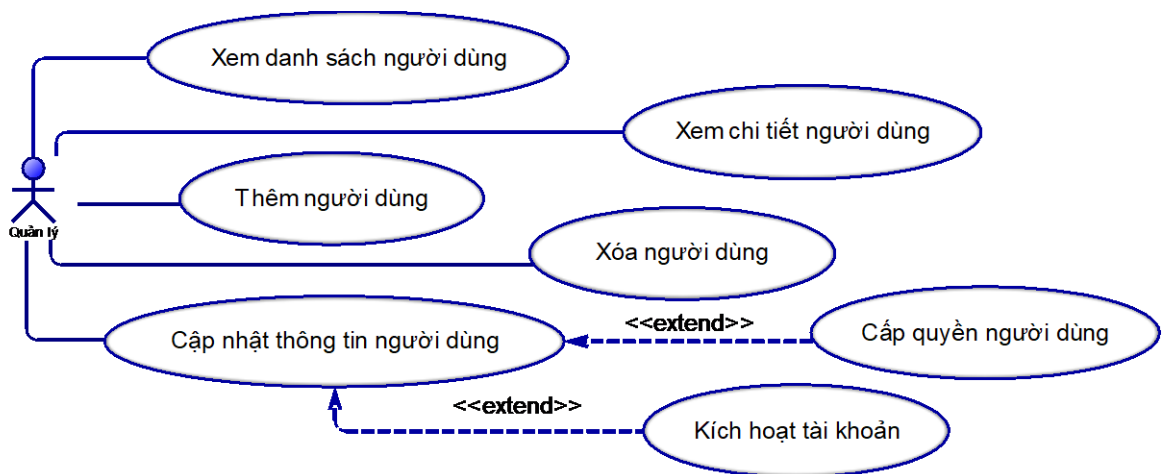 Xem danh sách người dùng
Xem chi tiết người dùng
Thêm người dùng
Quản lý
Xóa người dùng
<<extend>>
Cấp quyền người dùng
Cập nhật thông tin người dùng
<<extend>>
Kích hoạt tài khoản